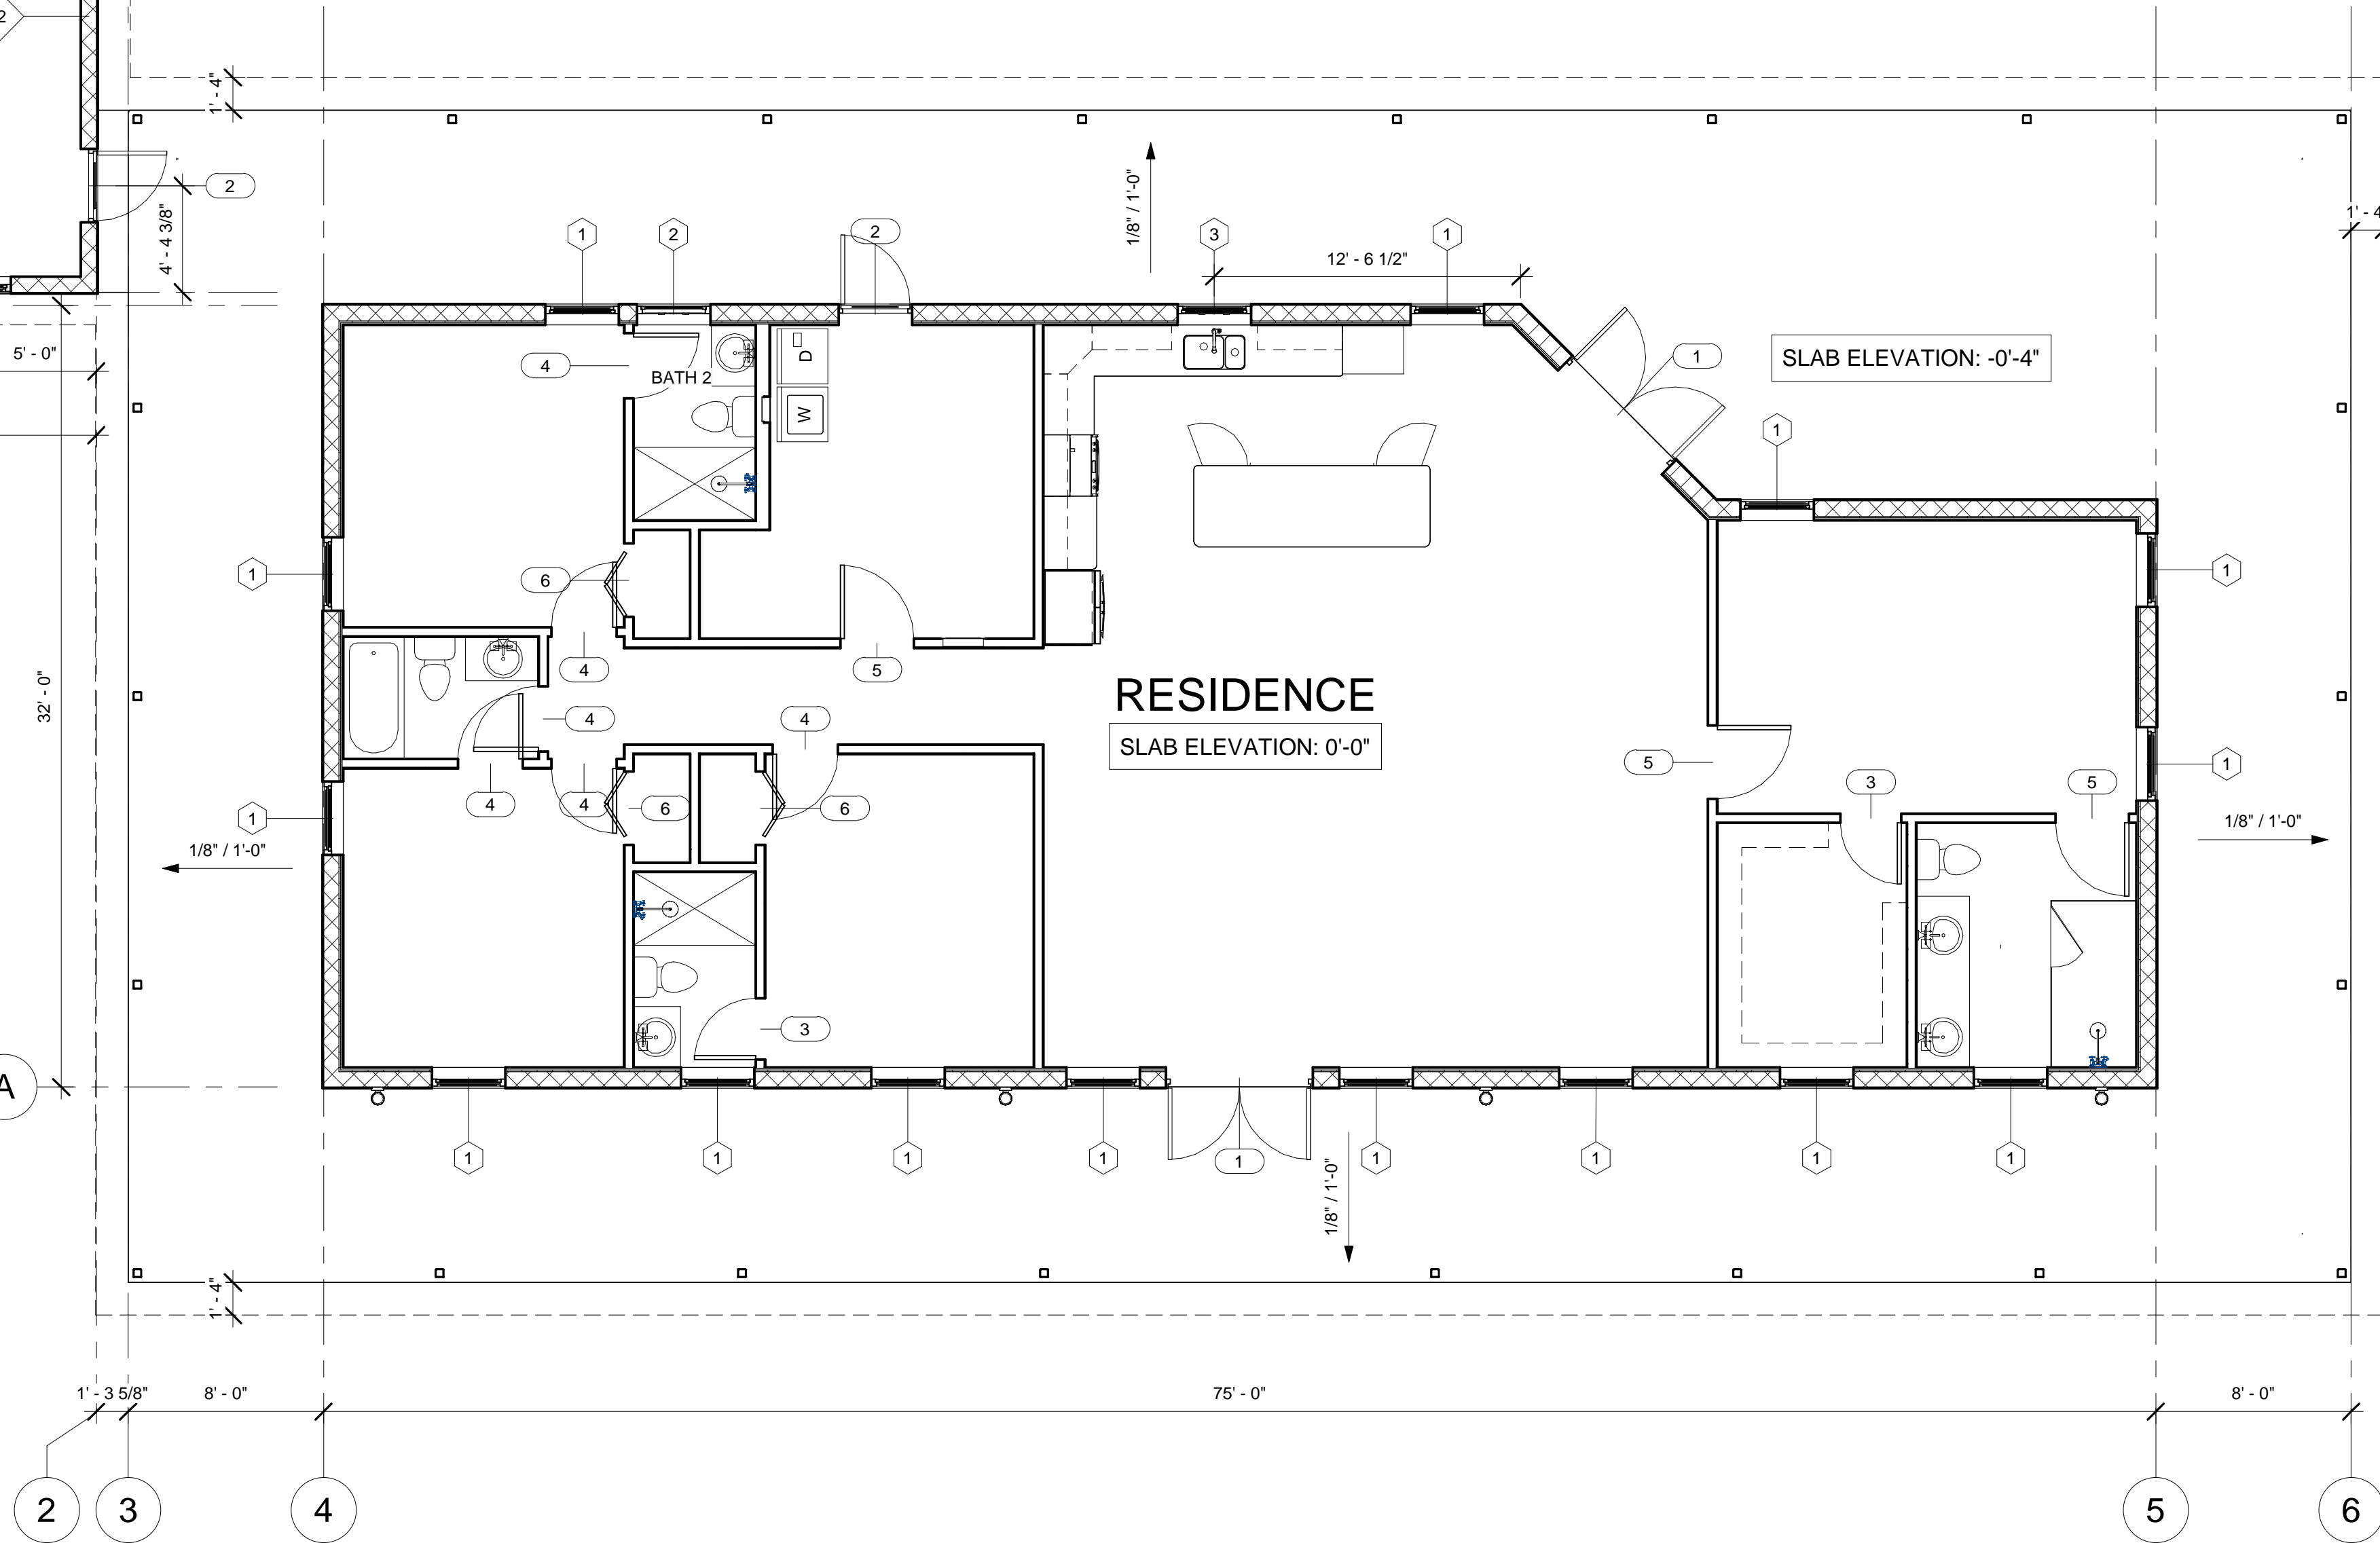 2
1' - 4"
2
4' - 4 3/8"
1/8" / 1'-0"
1' - 4
1
2
2
3
1
12' - 6 1/2"
5' - 0"
4
BATH 2
D
W
1
SLAB ELEVATION: -0'-4"
1
1
6
1
4
5
RESIDENCE
SLAB ELEVATION: 0'-0"
32' - 0"
4
4
5
1
3
5
4
4
6
6
1
1/8" / 1'-0"
1/8" / 1'-0"
3
A
1
1
1
1
1
1
1
1
1
1/8" / 1'-0"
1' - 4"
1' - 3 5/8"
8' - 0"
75' - 0"
8' - 0"
2
3
4
5
6